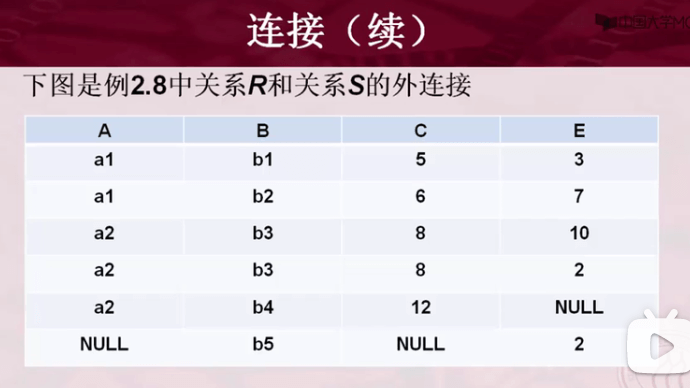 连接（续）
中国大学MO
下图是例2.8中关系R和关系S的外连接
A B C E
a1 b1 5 3
a1 b2 6 7
a2 b3 8 10
a2 b3 8 2
a2 b4 12 NULL
NULL b5 NULL 2